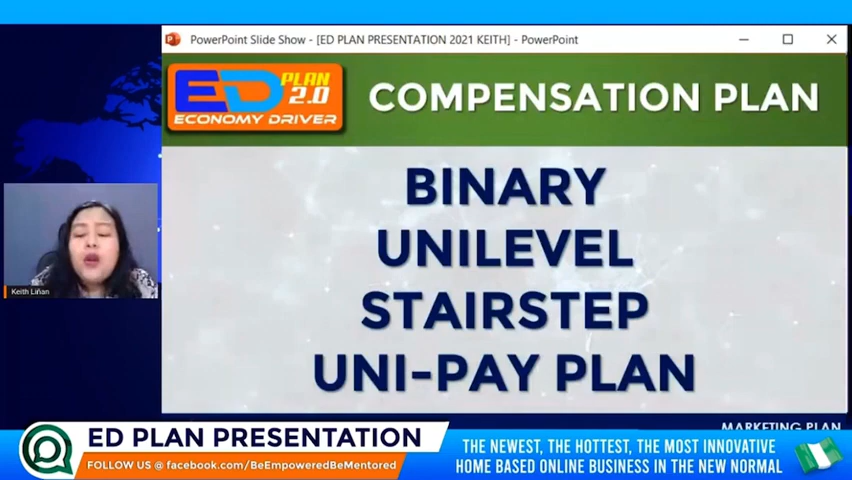 PowerPoint Slide Show - [ED PLAN PRESENTATION 2021 KEITH] - PowerPoint
ED PLAN 2.0
ECONOMY DRIVER
COMPENSATION PLAN
BINARY
UNILEVEL
STAIRSTEP
UNI-PAY PLAN
Keith Liñan
MARKETING PLAN
ED PLAN PRESENTATION
FOLLOW US @ facebook.com/BeEmpoweredBeMentored
THE NEWEST, THE HOTTEST, THE MOST INNOVATIVE
HOME BASED ONLINE BUSINESS IN THE NEW NORMAL